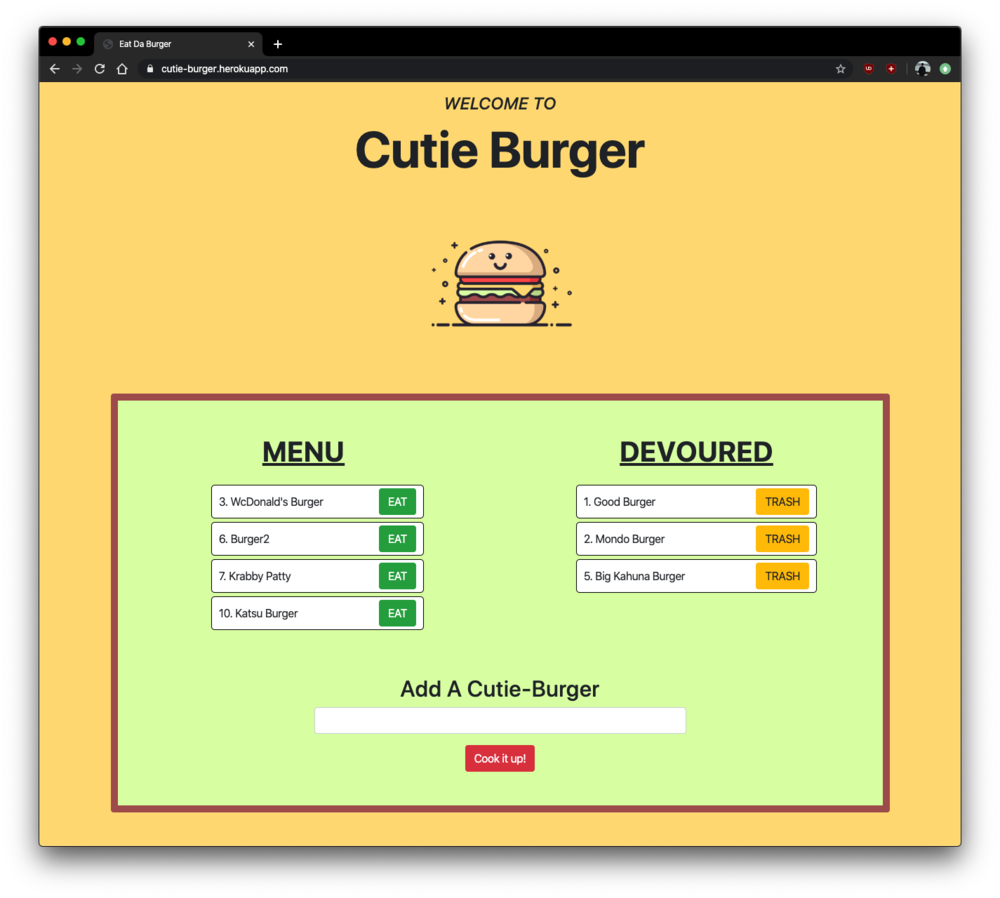 Eat Da Burger
cutie-burger.herokuapp.com
WELCOME TO
Cutie Burger
MENU
3. WcDonald's Burger EAT
6. Burger2 EAT
7. Krabby Patty EAT
10. Katsu Burger EAT
DEVOURED
1. Good Burger TRASH
2. Mondo Burger TRASH
5. Big Kahuna Burger TRASH
Add A Cutie-Burger
Cook it up!